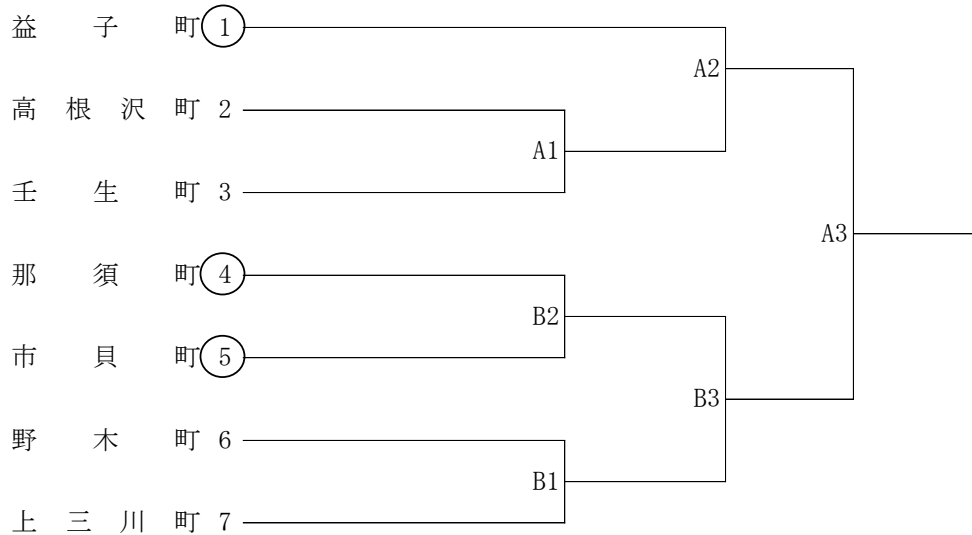 益子町 ①
A2
高根沢町 2
A1
壬生町 3
A3
那須町 ④
B2
市貝町 ⑤
B3
野木町 6
B1
上三川町 7